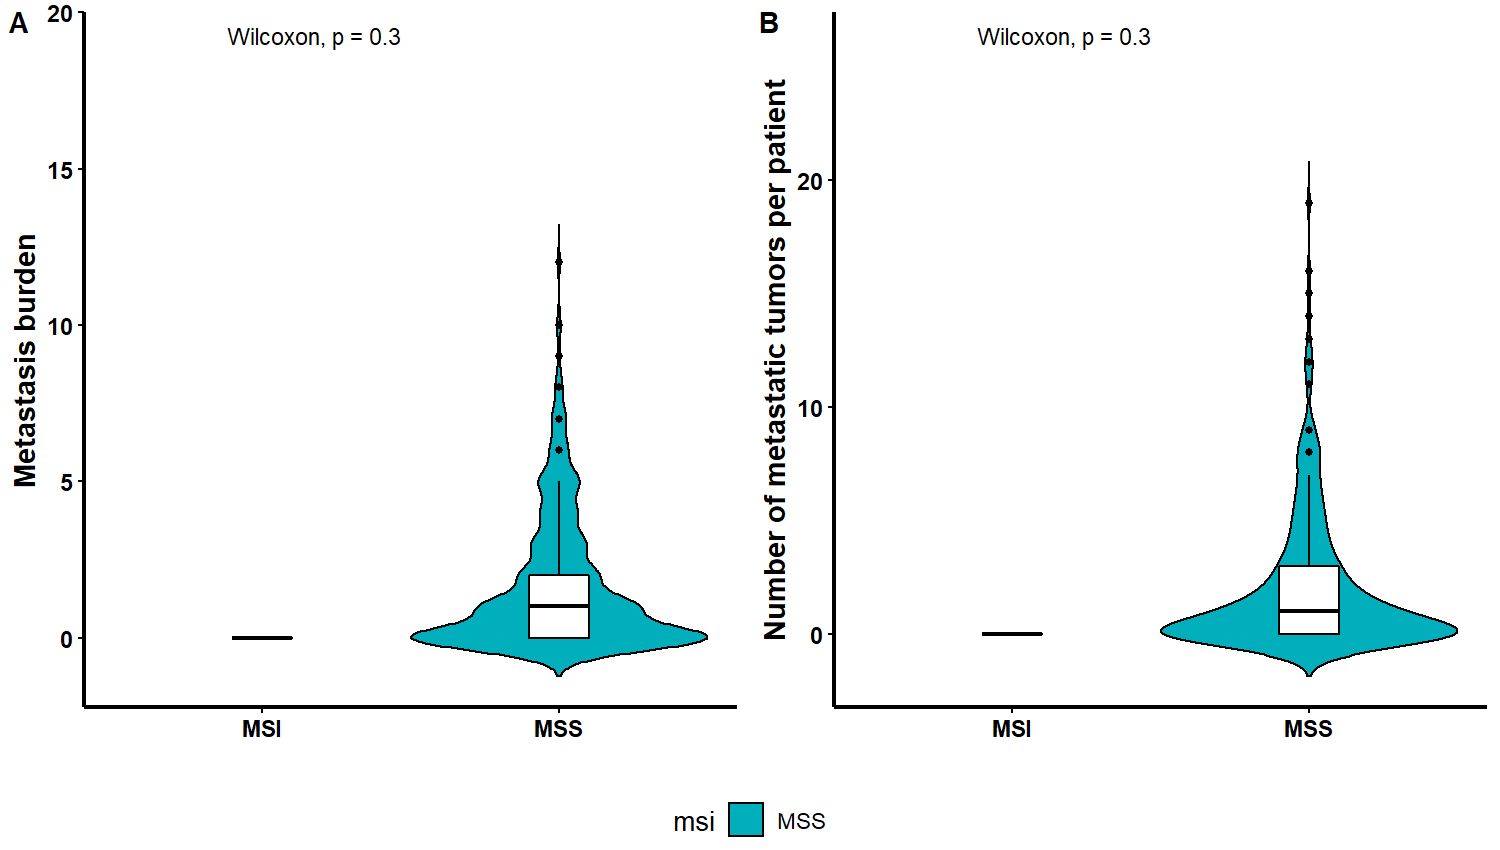 A
Wilcoxon, p = 0.3
Metastasis burden
20
15
10
5
0
MSI
MSS
B
Wilcoxon, p = 0.3
Number of metastatic tumors per patient
20
10
0
MSI
MSS
msi
MSS